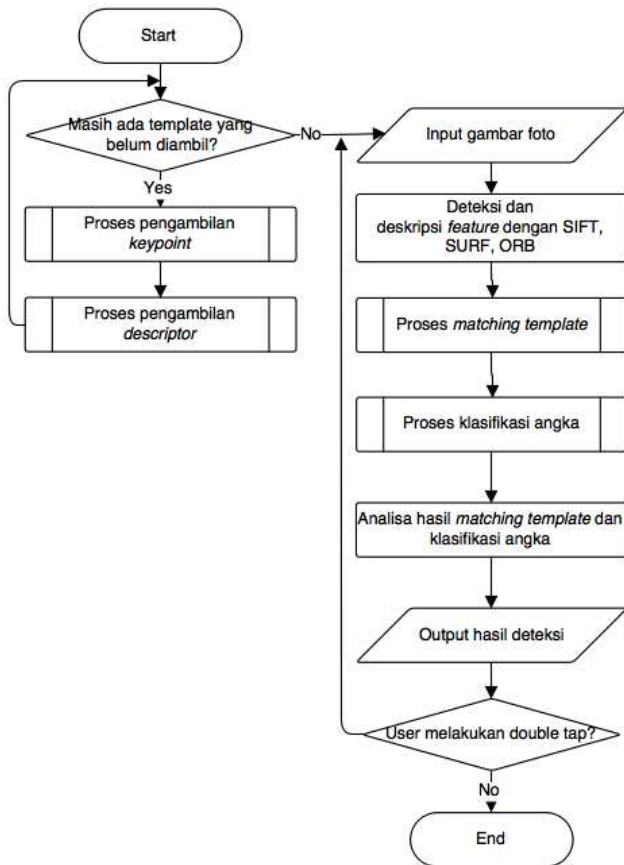 Start
Masih ada template yang
belum diambil?
Yes
Proses pengambilan
keypoint
Proses pengambilan
descriptor
No
Input gambar foto
Deteksi dan
deskripsi feature dengan SIFT,
SURF, ORB
Proses matching template
Proses klasifikasi angka
Analisa hasil matching template dan
klasifikasi angka
Output hasil deteksi
User melakukan double tap?
No
End